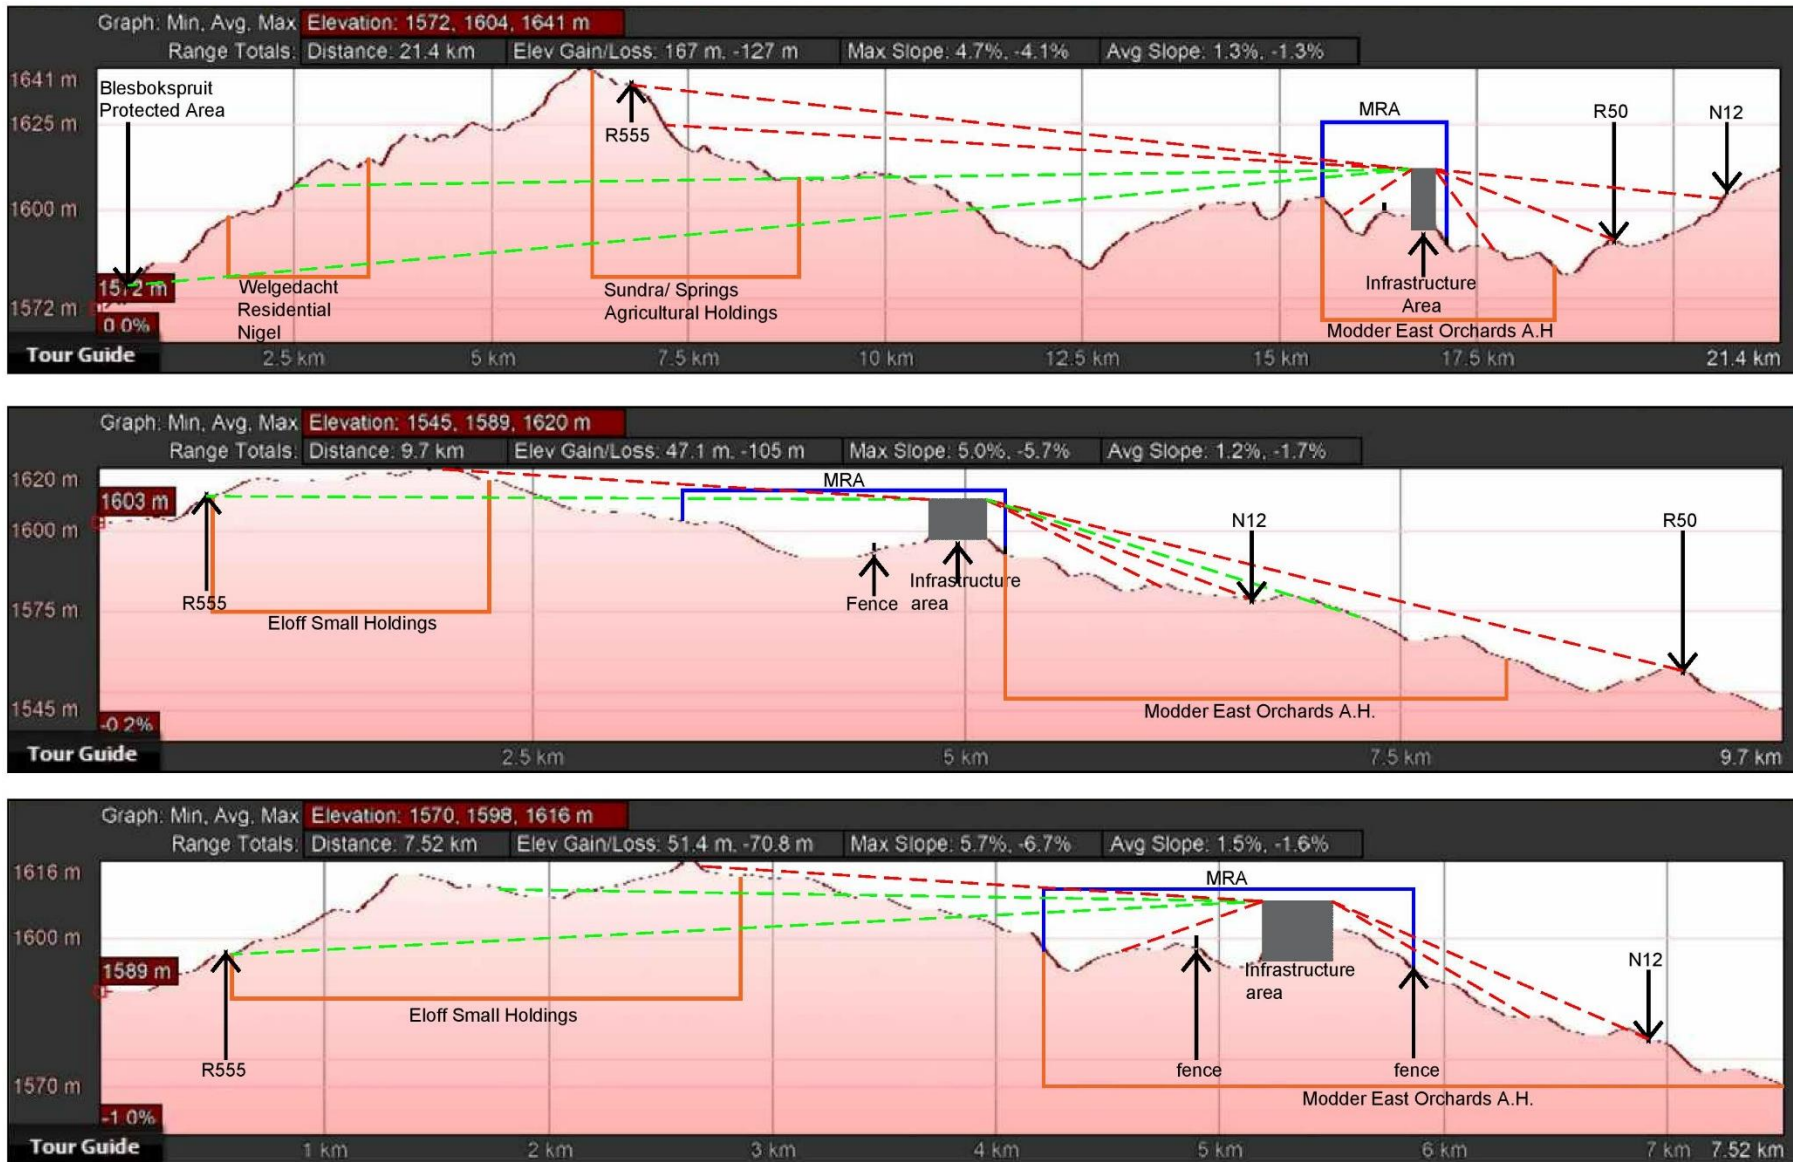 Graph: Min, Avg, Max Elevation: 1572, 1604, 1641 m
Range Totals: Distance: 21.4 km Elev Gain/Loss: 167 m, -127 m Max Slope: 4.7%, -4.1% Avg Slope: 1.3%, -1.3%
1641 m
Blesbokspruit
Protected Area
MRA
R50
N12
1625 m
R555
1600 m
1572 m
Welgedacht
Residential
Nigel
Sundra/ Springs
Agricultural Holdings
Infrastructure
Area
1572 m
0.0%
Modder East Orchards A.H
Tour Guide
2.5 km 5 km 7.5 km 10 km 12.5 km 15 km 17.5 km 21.4 km
Graph: Min, Avg, Max Elevation: 1545, 1589, 1620 m
Range Totals: Distance: 9.7 km Elev Gain/Loss: 47.1 m, -105 m Max Slope: 5.0%, -5.7% Avg Slope: 1.2%, -1.7%
1620 m
MRA
1603 m
N12
R50
1600 m
Infrastructure
area
R555
Fence
1575 m
Eloff Small Holdings
1545 m
Modder East Orchards A.H.
-0.2%
Tour Guide
2.5 km 5 km 7.5 km 9.7 km
Graph: Min, Avg, Max Elevation: 1570, 1598, 1616 m
Range Totals: Distance: 7.52 km Elev Gain/Loss: 51.4 m, -70.8 m Max Slope: 5.7%, -6.7% Avg Slope: 1.5%, -1.6%
1616 m
MRA
1600 m
N12
1589 m
Infrastructure
area
Eloff Small Holdings
R555
fence
fence
1570 m
Modder East Orchards A.H.
-1.0%
Tour Guide
1 km 2 km 3 km 4 km 5 km 6 km 7 km 7.52 km